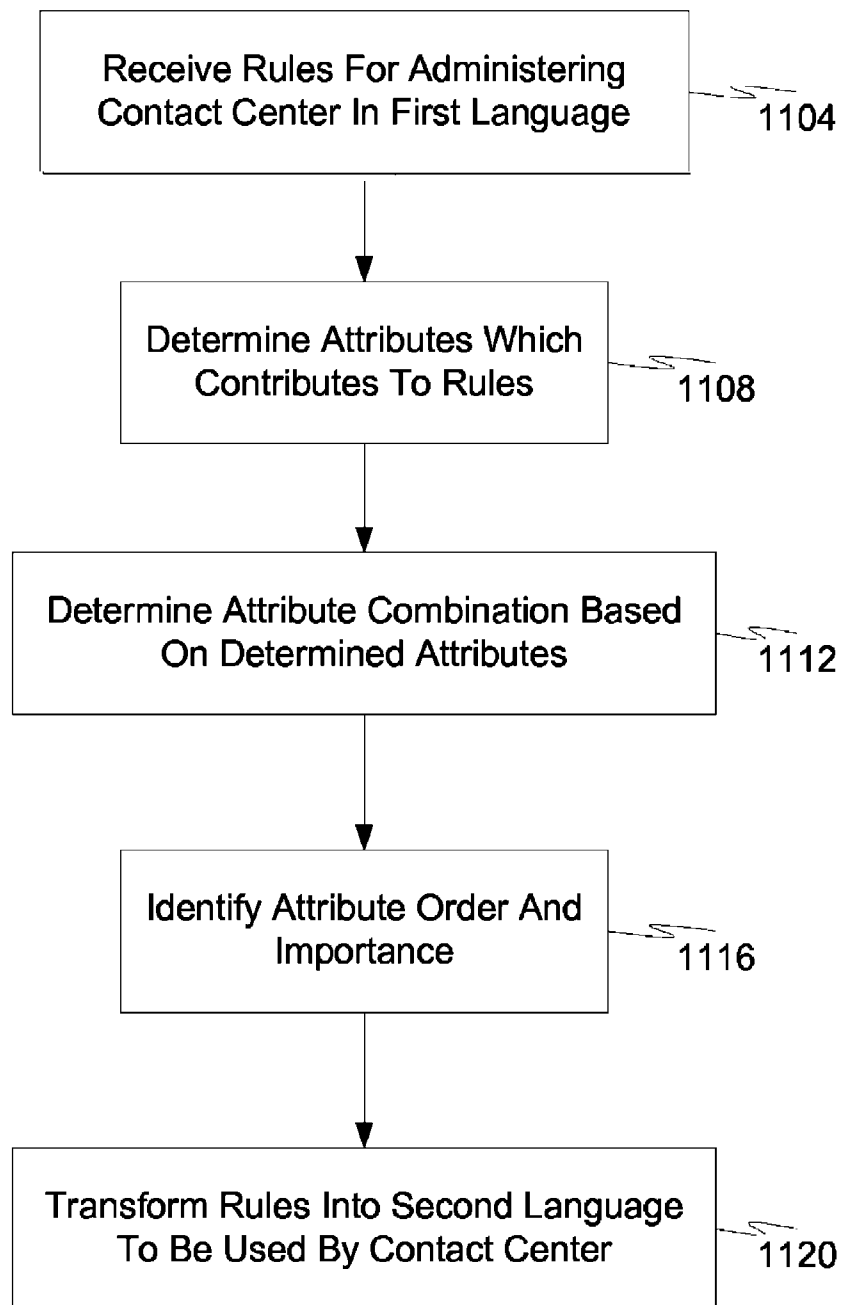 Receive Rules For Administering
Contact Center In First Language
1104
Determine Attributes Which
Contributes To Rules
1108
Determine Attribute Combination Based
On Determined Attributes
1112
Identify Attribute Order And
Importance
1116
Transform Rules Into Second Language
To Be Used By Contact Center
1120